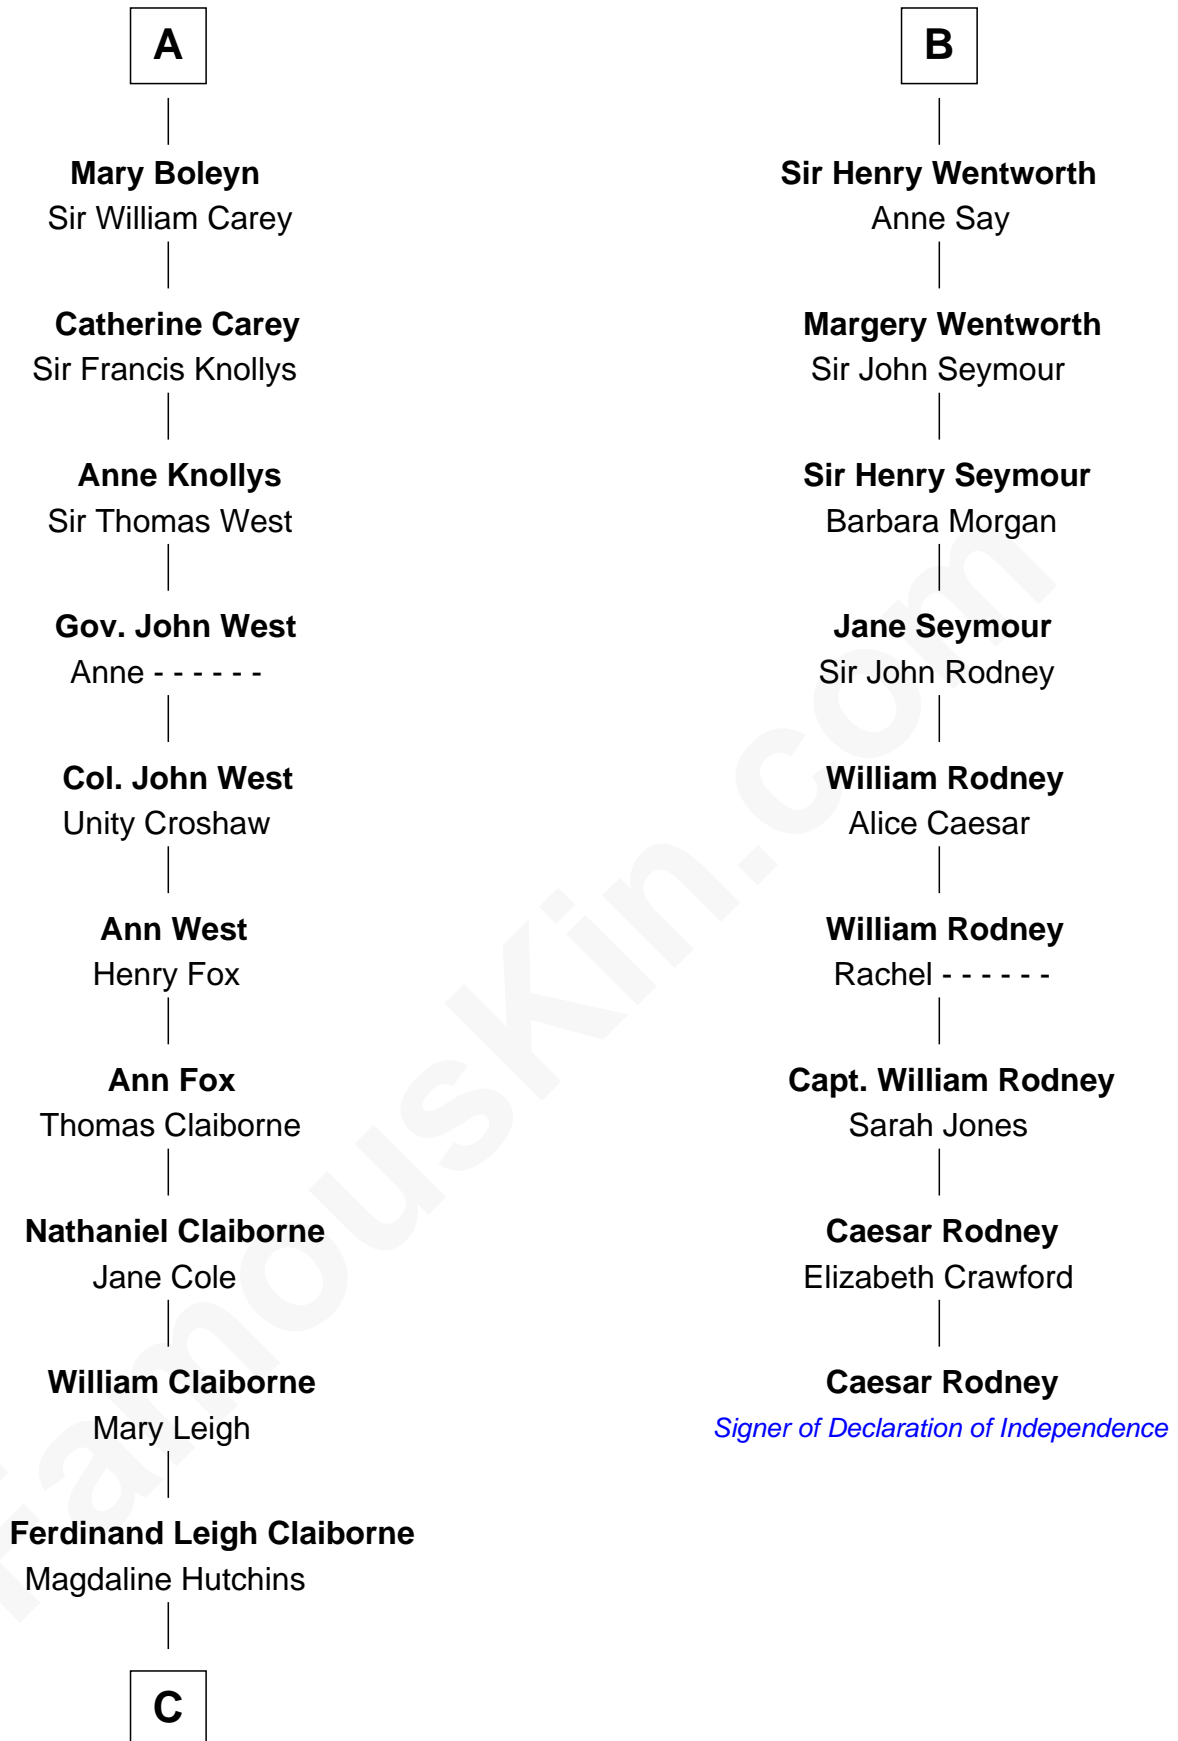 A
Mary Boleyn
Sir William Carey
Catherine Carey
Sir Francis Knollys
Anne Knollys
Sir Thomas West
Gov. John West
Anne - - - - - -
Col. John West
Unity Croshaw
Ann West
Henry Fox
Ann Fox
Thomas Claiborne
Nathaniel Claiborne
Jane Cole
William Claiborne
Mary Leigh
Ferdinand Leigh Claiborne
Magdaline Hutchins
C
B
Sir Henry Wentworth
Anne Say
Margery Wentworth
Sir John Seymour
Sir Henry Seymour
Barbara Morgan
Jane Seymour
Sir John Rodney
William Rodney
Alice Caesar
William Rodney
Rachel - - - - - -
Capt. William Rodney
Sarah Jones
Caesar Rodney
Elizabeth Crawford
Caesar Rodney
Signer of Declaration of Independence
FamousKin.com